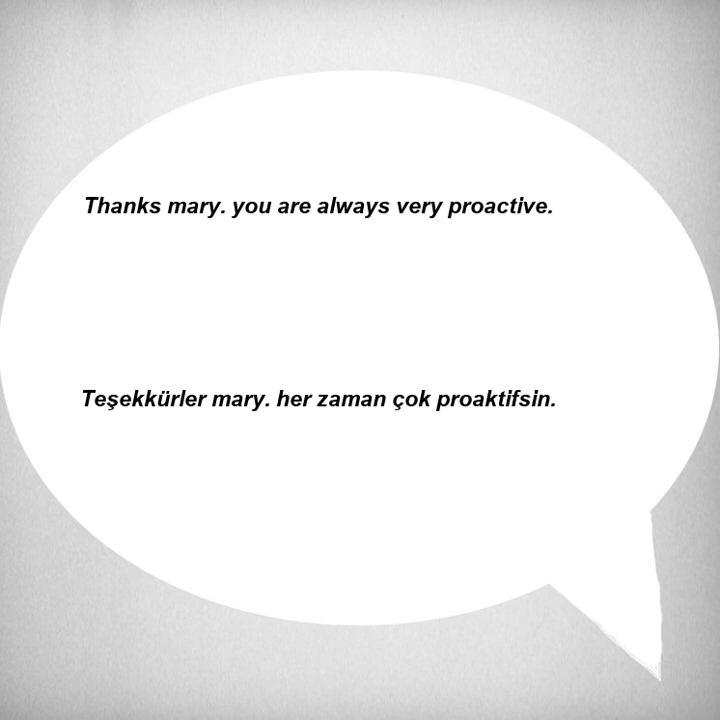 Thanks mary. you are always very proactive.
Teşekkürler mary. her zaman çok proaktifsin.